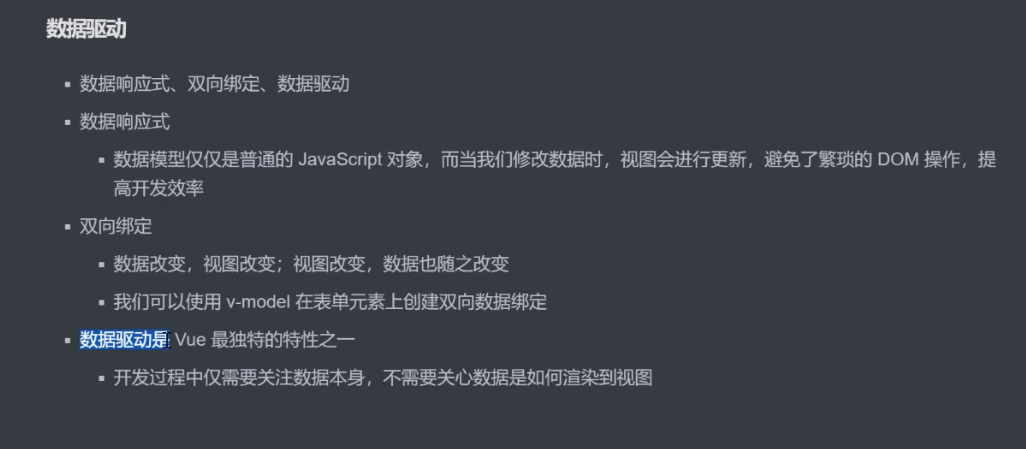 数据驱动
数据响应式、双向绑定、数据驱动
数据响应式
数据模型仅仅是普通的 JavaScript 对象，而当我们修改数据时，视图会进行更新，避免了繁琐的 DOM 操作，提
高开发效率
双向绑定
数据改变，视图改变；视图改变，数据也随之改变
我们可以使用 v-model 在表单元素上创建双向数据绑定
数据驱动是 Vue 最独特的特性之一
开发过程中仅需要关注数据本身，不需要关心数据是如何渲染到视图